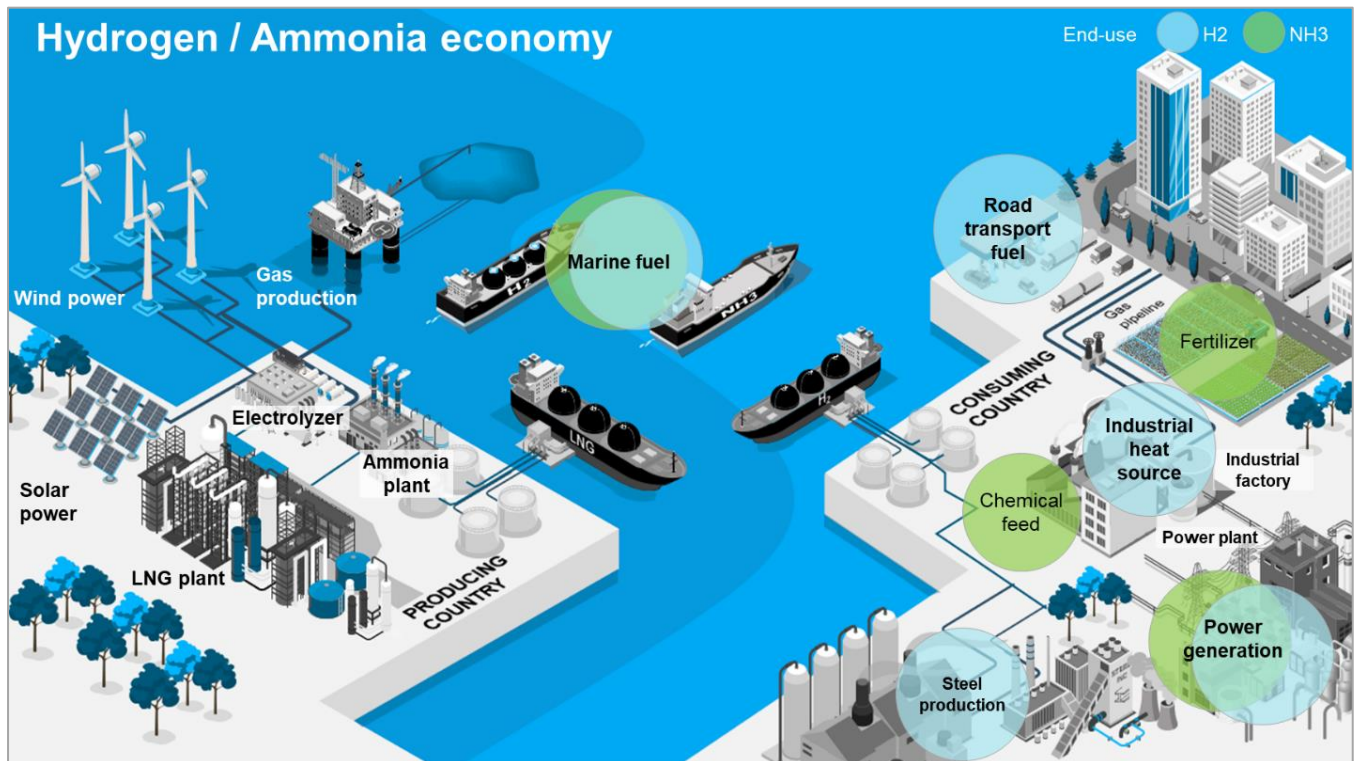 Hydrogen / Ammonia economy
End-use
H2
NH3
Wind power
Gas
production
H2
Marine fuel
NH3
Road
transport
fuel
Gas
pipeline
Fertilizer
Electrolyzer
Ammonia
plant
LNG
H2
CONSUMING
COUNTRY
Industrial
heat
source
Industrial
factory
Solar
power
LNG plant
PRODUCING
COUNTRY
Chemical
feed
Power plant
Power
generation
Steel
production